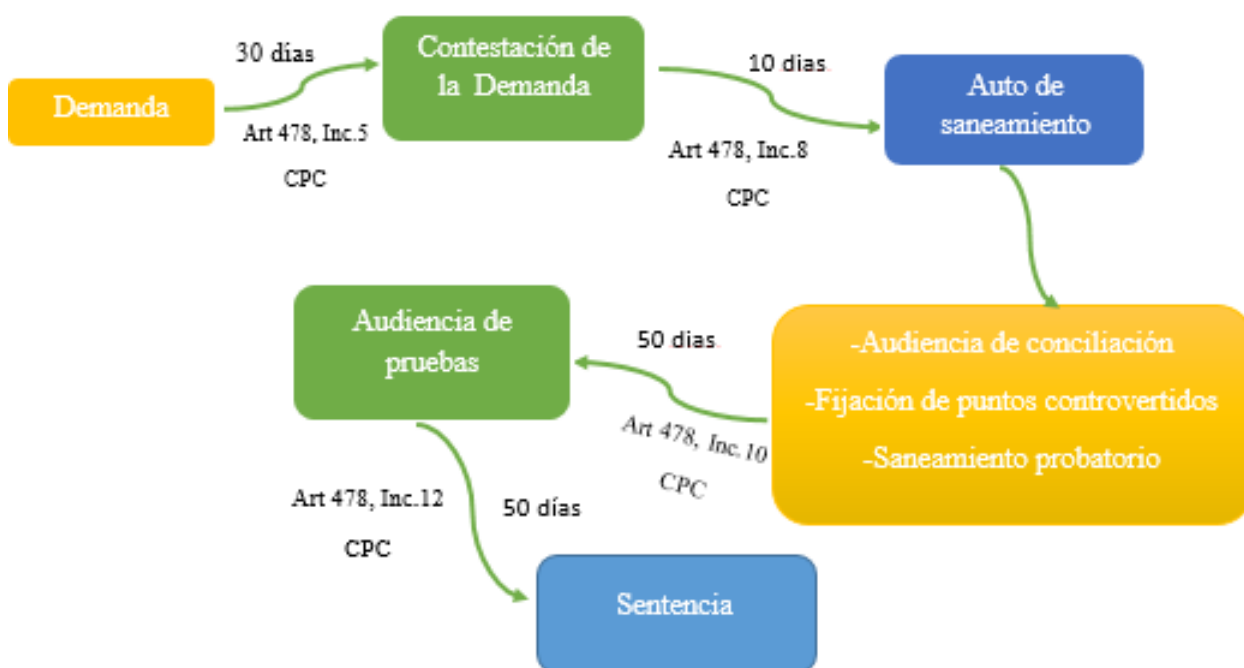 Demanda
30 días
Art 478, Inc.5
CPC
Contestación de
la Demanda
10 dias.
Art 478, Inc.8
CPC
Auto de
saneamiento
-Audiencia de conciliación
-Fijación de puntos controvertidos
-Saneamiento probatorio
50 dias.
Art 478, Inc.10
CPC
Audiencia de
pruebas
Art 478, Inc.12
CPC
50 días
Sentencia